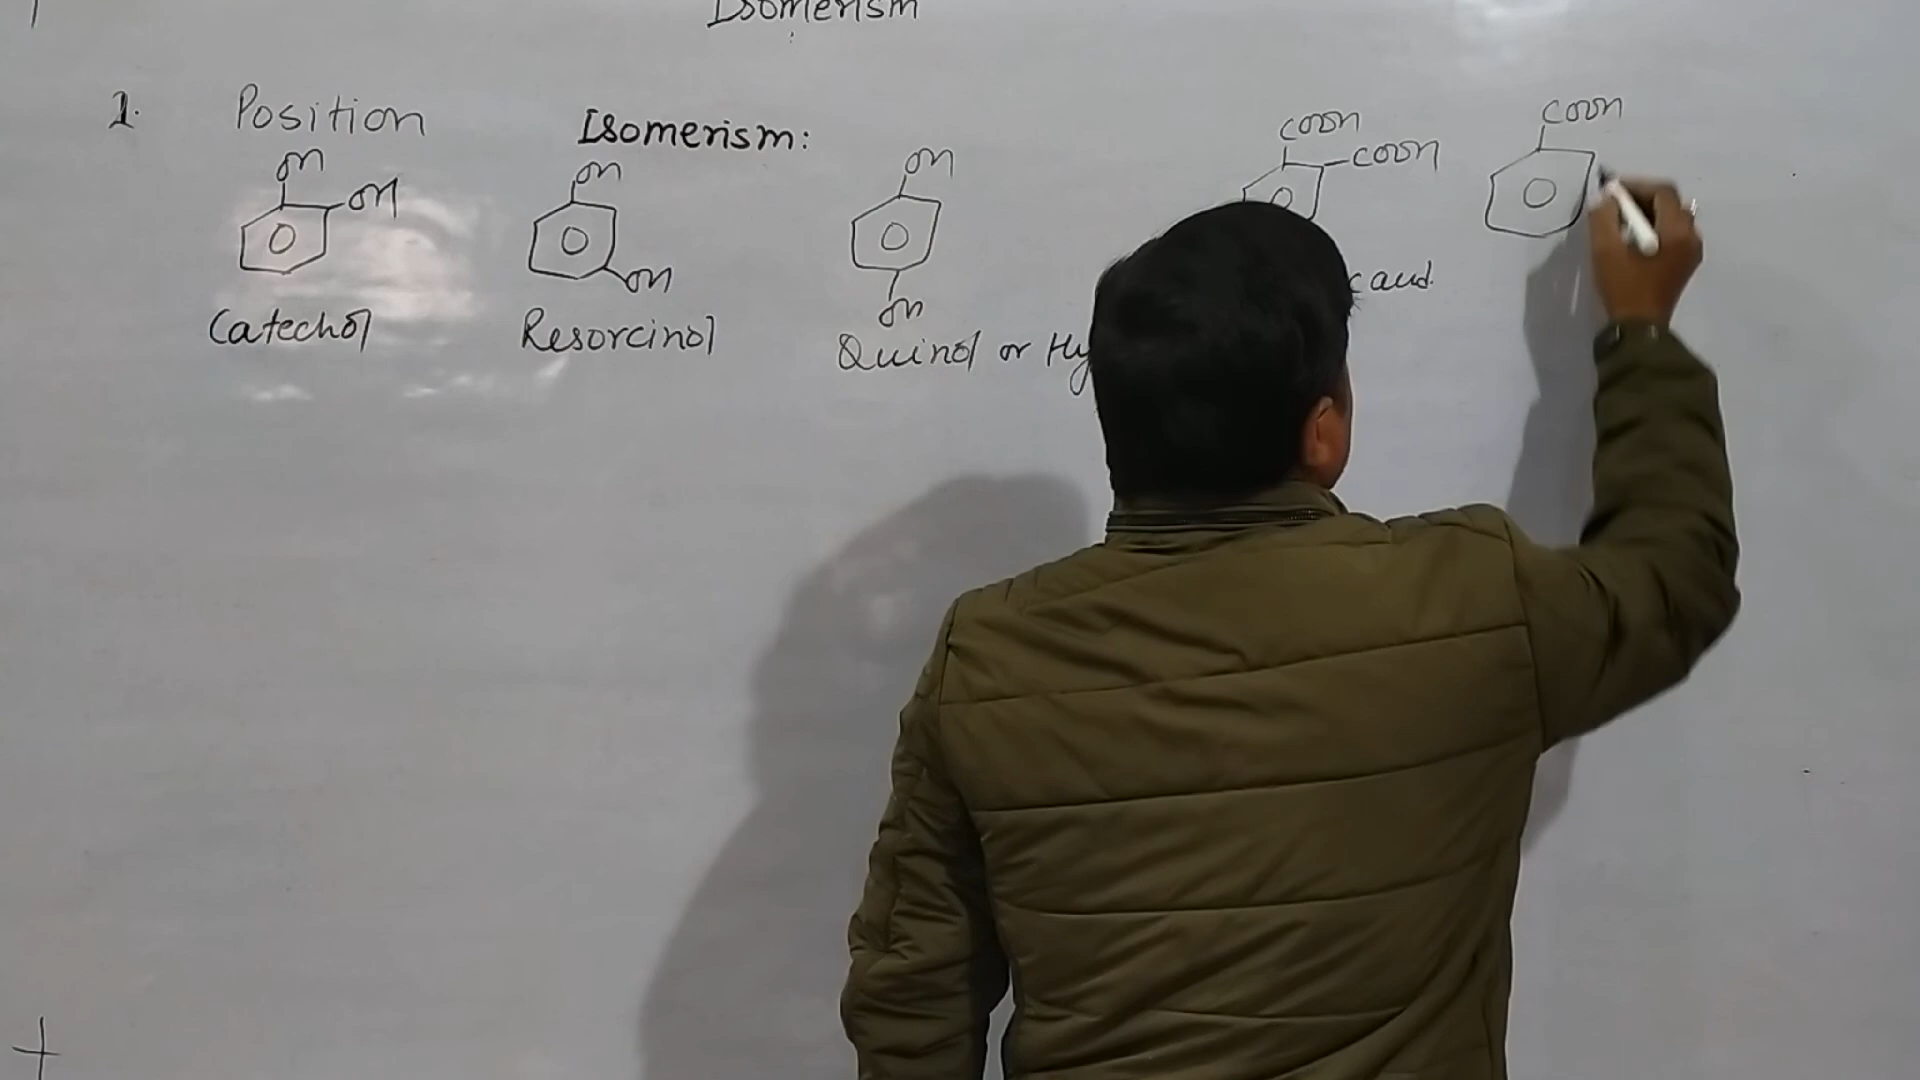 Isomerism
1. Position Isomerism:
OH
OH
Catechol
OH
OH
Resorcinol
OH
OH
Quinol or Hy
COOH
COOH
c acid.
COOH